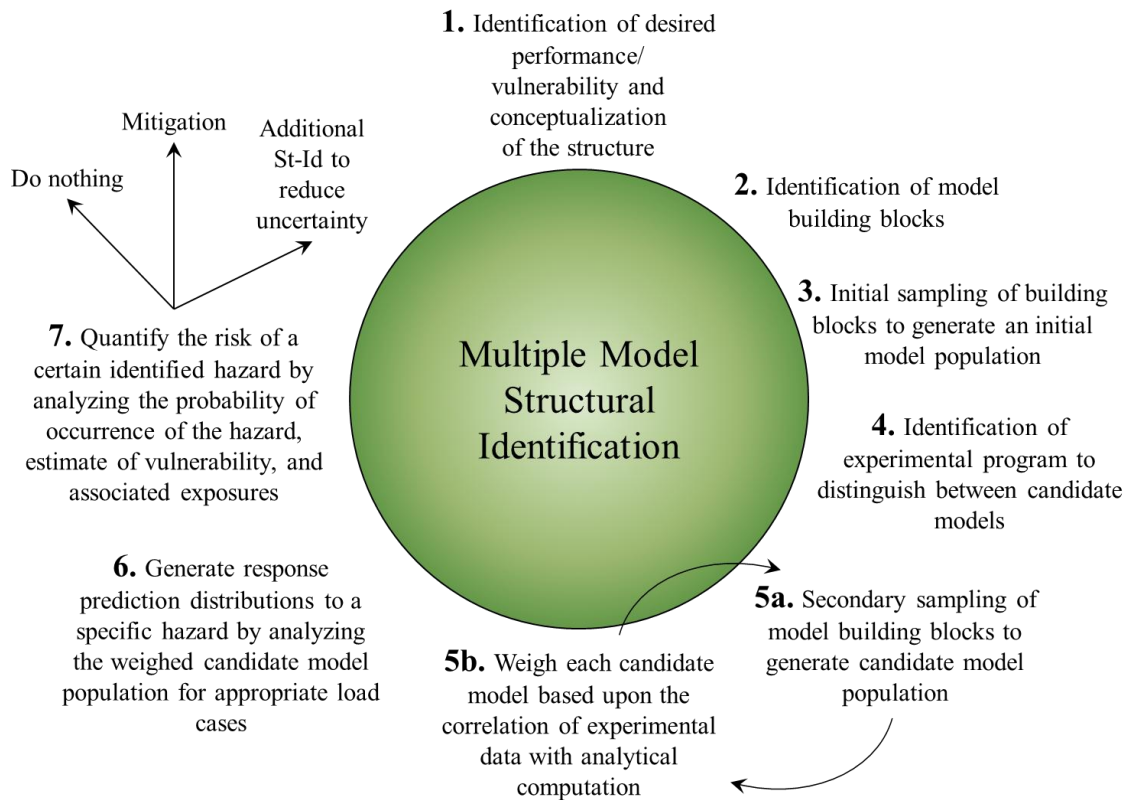 1. Identification of desired
performance/
vulnerability and
conceptualization
of the structure
2. Identification of model
building blocks
3. Initial sampling of building
blocks to generate an initial
model population
4. Identification of
experimental program to
distinguish between candidate
models
5a. Secondary sampling of
model building blocks to
generate candidate model
population
5b. Weigh each candidate
model based upon the
correlation of experimental
data with analytical
computation
6. Generate response
prediction distributions to a
specific hazard by analyzing
the weighed candidate model
population for appropriate load
cases
7. Quantify the risk of a
certain identified hazard by
analyzing the probability of
occurrence of the hazard,
estimate of vulnerability, and
associated exposures
Do nothing
Mitigation
Additional
St-Id to
reduce
uncertainty
Multiple Model
Structural
Identification